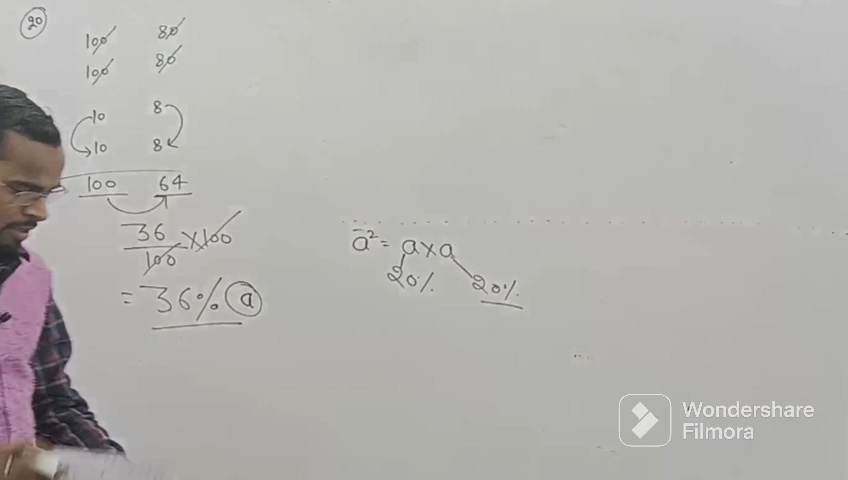 20
100 80
100 80
10 8
10 8
100 64
36
100 × 100
= 36% a
a² = a×a
20% 20%
Wondershare
Filmora